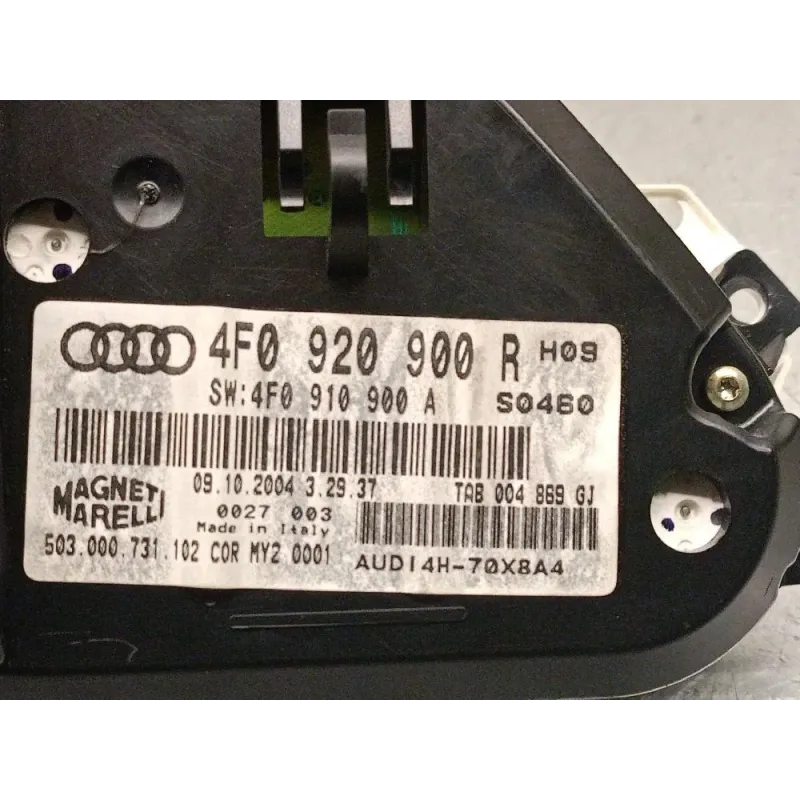 4F0 920 900 R H09
SW:4F0 910 900 A S0460
09.10.2004 3.29.37 TAB 004 869 GJ
MAGNETI
MARELLI
0027 003
Made in Italy
503.000.731.102 COR MY2 0001
AUDI4H-70X8A4